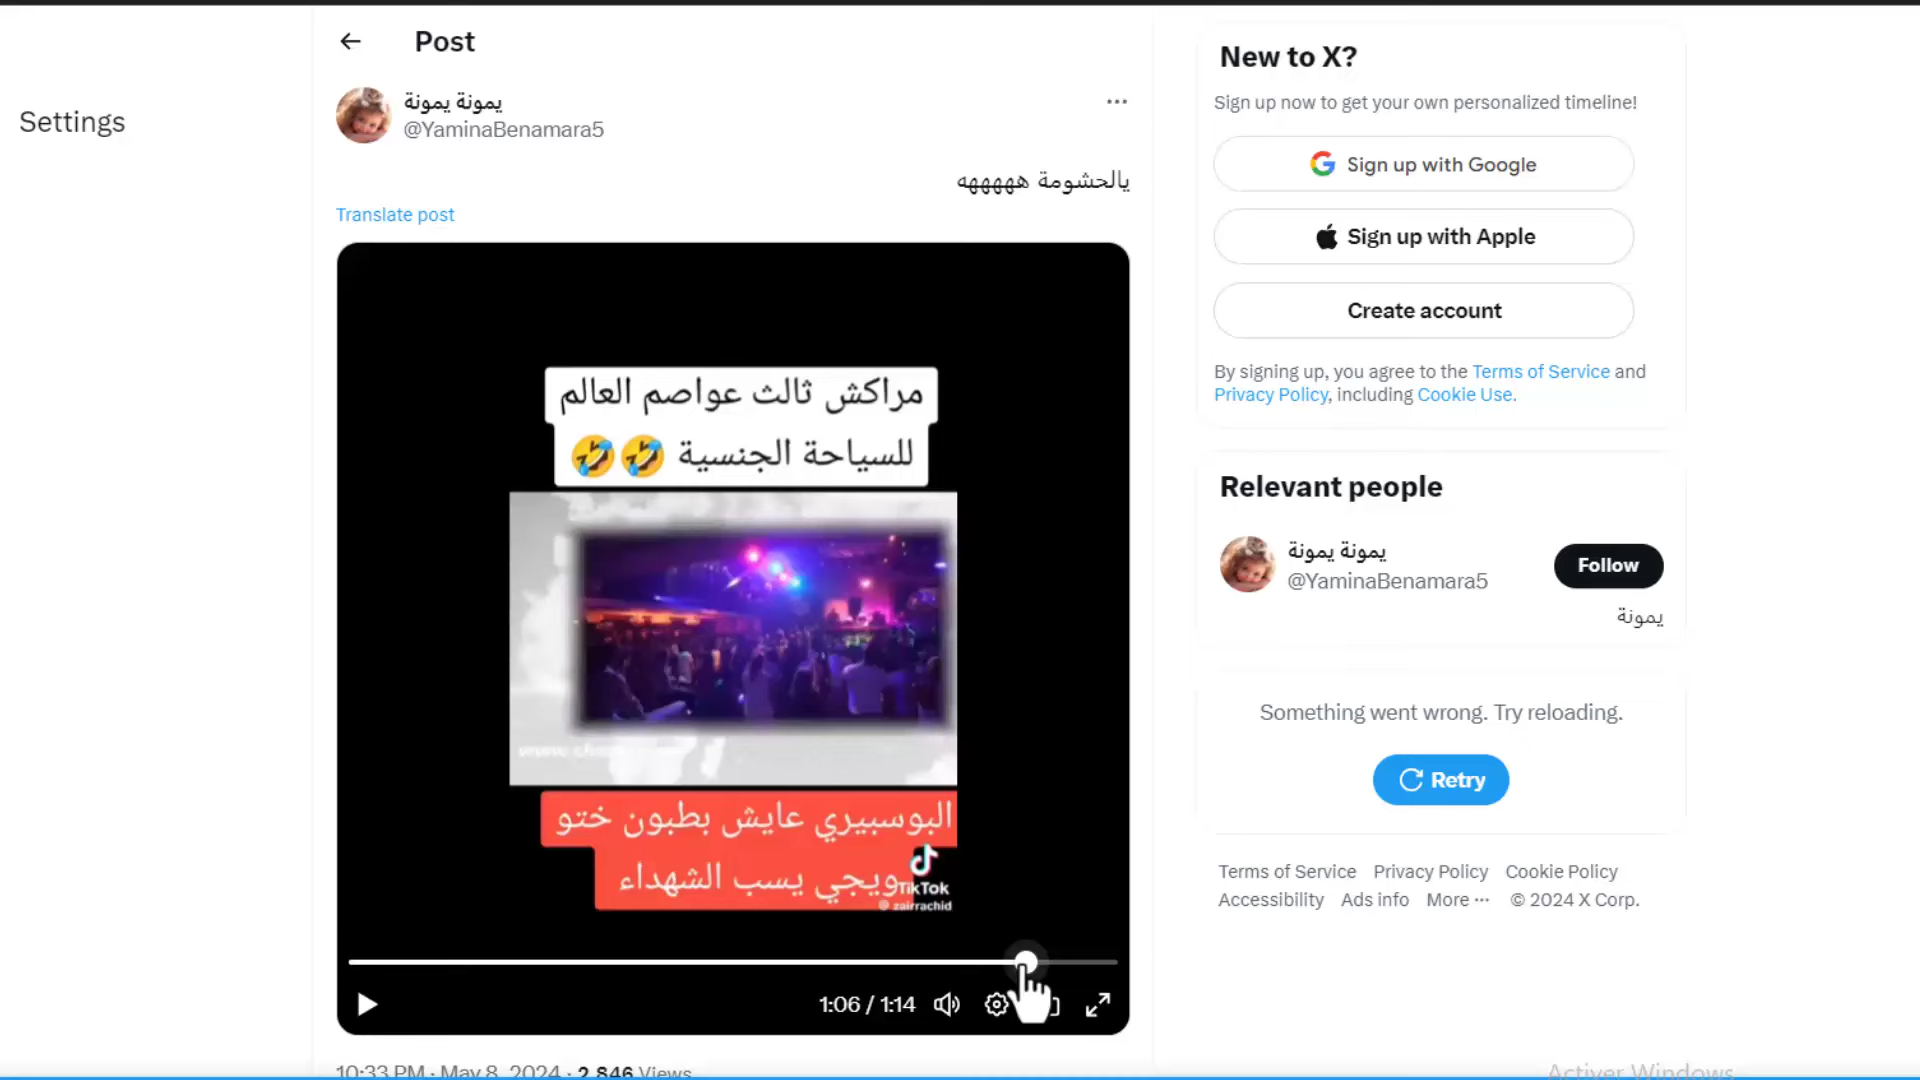 Post
Settings
يمونة يمونة
@YaminaBenamara5
يالحشومة هههههه
Translate post
مراكش ثالث عواصم العالم
للسياحة الجنسية 🤣🤣
البوسبيري عايش بطبون ختو
ويجي يسب الشهداء
TikTok
@ zairrachid
1:06 / 1:14
10:33 PM · May 8, 2024 · 2,846 Views
New to X?
Sign up now to get your own personalized timeline!
Sign up with Google
Sign up with Apple
Create account
By signing up, you agree to the Terms of Service and
Privacy Policy, including Cookie Use.
Relevant people
يمونة يمونة
@YaminaBenamara5
Follow
يمونة
Something went wrong. Try reloading.
Retry
Terms of Service Privacy Policy Cookie Policy
Accessibility Ads info More ··· © 2024 X Corp.
Activer Windows